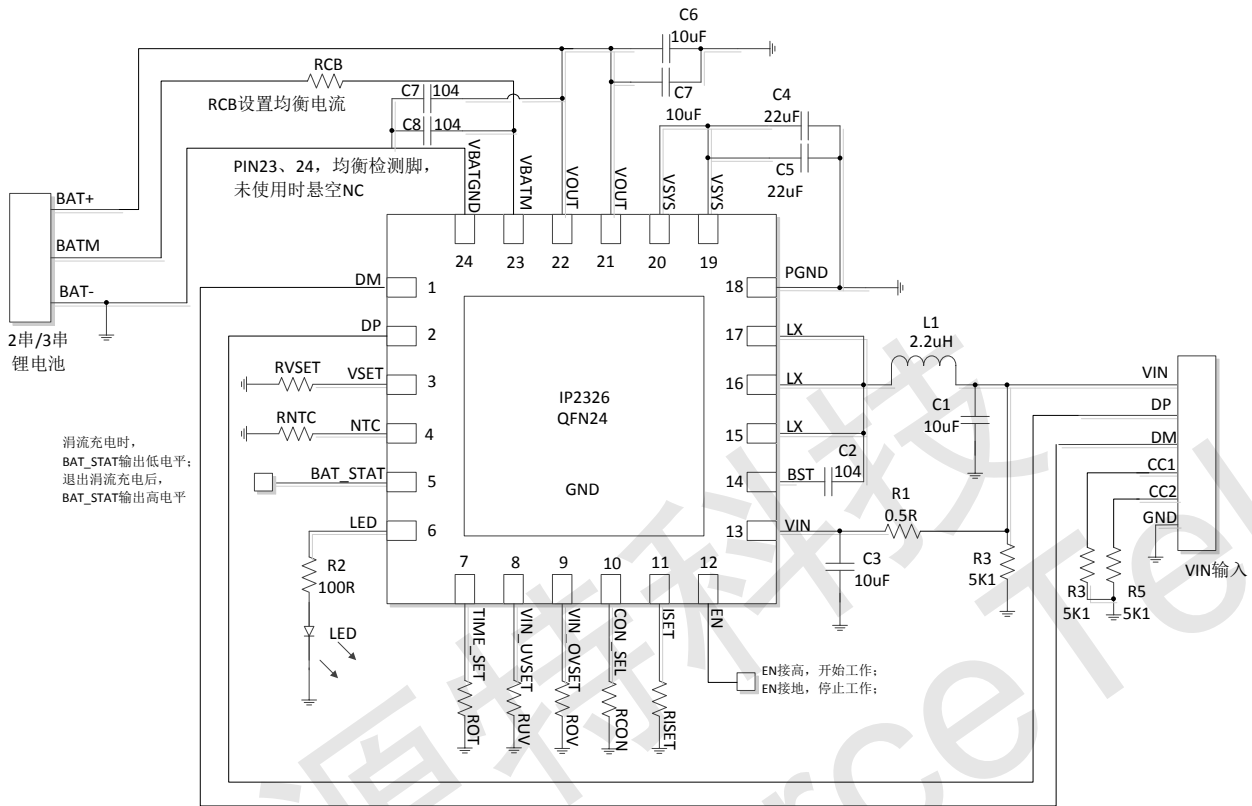 C6
10uF
RCB
RCB设置均衡电流
C7 104
C8 104
C7
10uF
C4
22uF
C5
22uF
PIN23、24，均衡检测脚，
未使用时悬空NC
VBATGND
VBATM
VOUT
VOUT
VSYS
VSYS
BAT+
BATM
BAT-
2串/3串
锂电池
24
23
22
21
20
19
DM
1
DP
2
RVSET
VSET
3
RNTC
NTC
4
BAT_STAT
5
LED
6
涓流充电时，
BAT_STAT输出低电平；
退出涓流充电后，
BAT_STAT输出高电平
IP2326
QFN24
GND
18
PGND
17
LX
16
LX
15
LX
14
BST
C2
104
13
VIN
L1
2.2uH
C1
10uF
R1
0.5R
C3
10uF
R3
5K1
VIN
DP
DM
CC1
CC2
GND
R3
5K1
R5
5K1
VIN输入
R2
100R
LED
7
8
9
10
11
12
TIME_SET
VIN_UVSET
VIN_OVSET
CON_SEL
ISET
EN
ROT
RUV
ROV
RCON
RISET
EN接高，开始工作；
EN接地，停止工作；
源特科技
rceTel